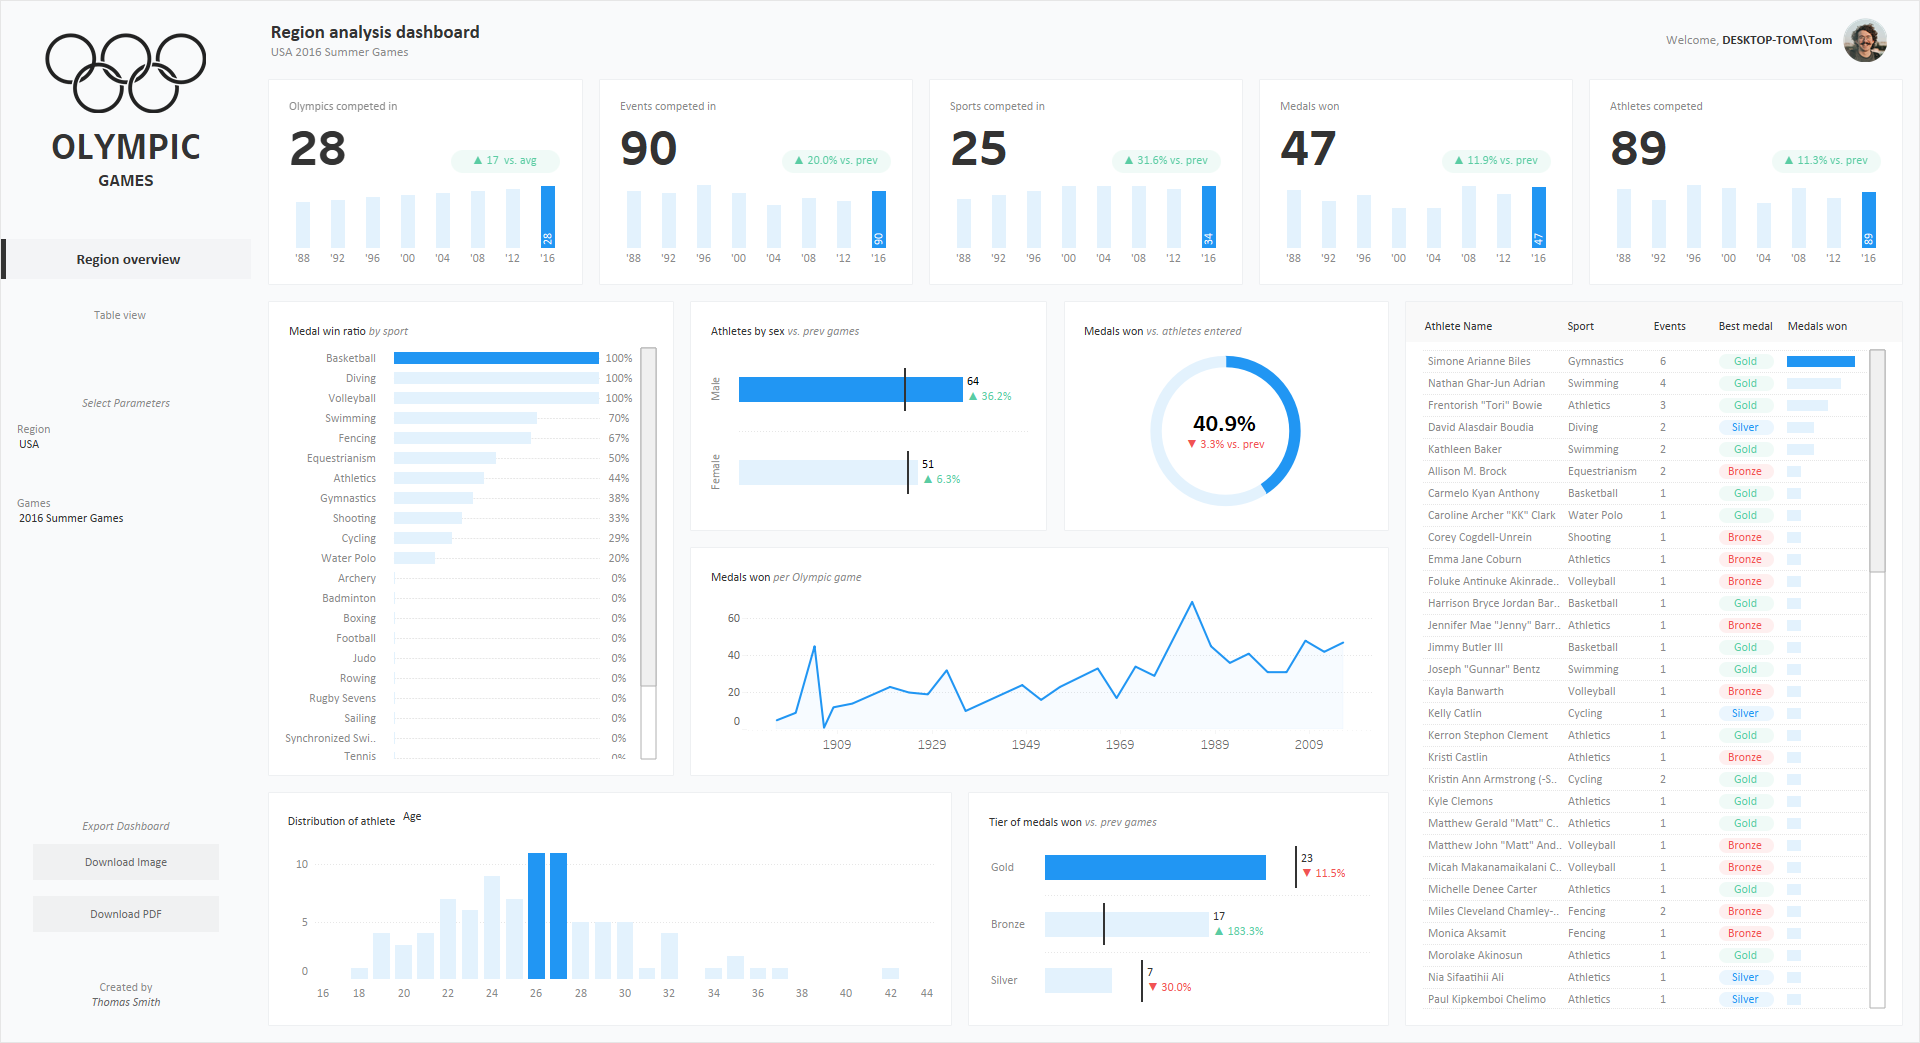 OLYMPIC
GAMES
Region overview
Table view
Select Parameters
Region
USA
Games
2016 Summer Games
Export Dashboard
Download Image
Download PDF
Created by
Thomas Smith
Region analysis dashboard
USA 2016 Summer Games
Welcome, DESKTOP-TOM\Tom
Olympics competed in
28
▲ 17 vs. avg
28
'88 '92 '96 '00 '04 '08 '12 '16
Events competed in
90
▲ 20.0% vs. prev
90
'88 '92 '96 '00 '04 '08 '12 '16
Sports competed in
25
▲ 31.6% vs. prev
34
'88 '92 '96 '00 '04 '08 '12 '16
Medals won
47
▲ 11.9% vs. prev
47
'88 '92 '96 '00 '04 '08 '12 '16
Athletes competed
89
▲ 11.3% vs. prev
89
'88 '92 '96 '00 '04 '08 '12 '16
Medal win ratio by sport
Basketball 100%
Diving 100%
Volleyball 100%
Swimming 70%
Fencing 67%
Equestrianism 50%
Athletics 44%
Gymnastics 38%
Shooting 33%
Cycling 29%
Water Polo 20%
Archery 0%
Badminton 0%
Boxing 0%
Football 0%
Judo 0%
Rowing 0%
Rugby Sevens 0%
Sailing 0%
Synchronized Swi.. 0%
Tennis 0%
Athletes by sex vs. prev games
Male
64
▲ 36.2%
Female
51
▲ 6.3%
Medals won vs. athletes entered
40.9%
▼ 3.3% vs. prev
Medals won per Olympic game
60
40
20
0
1909 1929 1949 1969 1989 2009
Distribution of athlete Age
10
5
0
16 18 20 22 24 26 28 30 32 34 36 38 40 42 44
Tier of medals won vs. prev games
Gold
23
▼ 11.5%
Bronze
17
▲ 183.3%
Silver
7
▼ 30.0%
Athlete Name Sport Events Best medal Medals won
Simone Arianne Biles Gymnastics 6 Gold
Nathan Ghar-Jun Adrian Swimming 4 Gold
Frentorish "Tori" Bowie Athletics 3 Gold
David Alasdair Boudia Diving 2 Silver
Kathleen Baker Swimming 2 Gold
Allison M. Brock Equestrianism 2 Bronze
Carmelo Kyan Anthony Basketball 1 Gold
Caroline Archer "KK" Clark Water Polo 1 Gold
Corey Cogdell-Unrein Shooting 1 Bronze
Emma Jane Coburn Athletics 1 Bronze
Foluke Antinuke Akinrade.. Volleyball 1 Bronze
Harrison Bryce Jordan Bar.. Basketball 1 Gold
Jennifer Mae "Jenny" Barr.. Athletics 1 Bronze
Jimmy Butler III Basketball 1 Gold
Joseph "Gunnar" Bentz Swimming 1 Gold
Kayla Banwarth Volleyball 1 Bronze
Kelly Catlin Cycling 1 Silver
Kerron Stephon Clement Athletics 1 Gold
Kristi Castlin Athletics 1 Bronze
Kristin Ann Armstrong (-S.. Cycling 2 Gold
Kyle Clemons Athletics 1 Gold
Matthew Gerald "Matt" C.. Athletics 1 Gold
Matthew John "Matt" And.. Volleyball 1 Bronze
Micah Makanamaikalani C.. Volleyball 1 Bronze
Michelle Denee Carter Athletics 1 Gold
Miles Cleveland Chamley-.. Fencing 2 Bronze
Monica Aksamit Fencing 1 Bronze
Morolake Akinosun Athletics 1 Gold
Nia Sifaatihii Ali Athletics 1 Silver
Paul Kipkemboi Chelimo Athletics 1 Silver